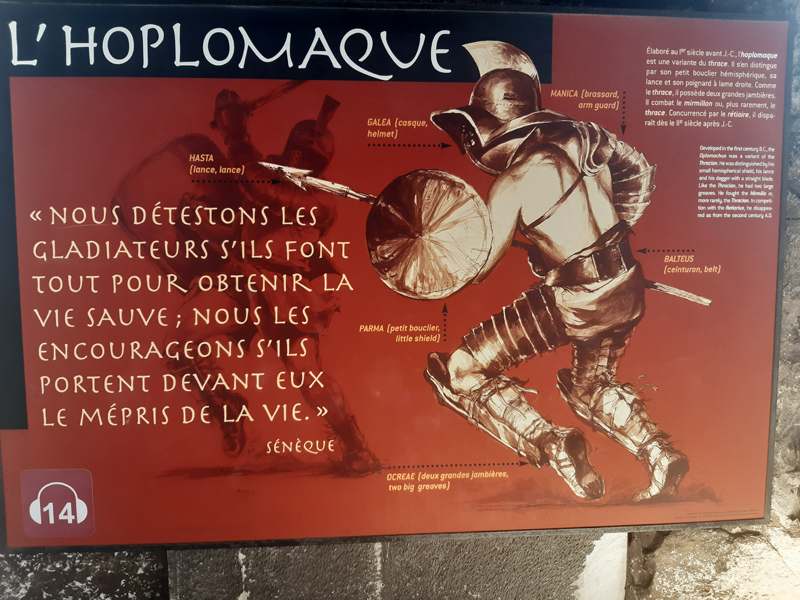 L'HOPLOMAQUE
Élaboré au Iᵉʳ siècle avant J.-C., l'hoplomaque
est une variante du thrace. Il s'en distingue
par son petit bouclier hémisphérique, sa
lance et son poignard à lame droite. Comme
le thrace, il possède deux grandes jambières.
Il combat le mirmillon ou, plus rarement, le
thrace. Concurrencé par le rétiaire, il dispa-
raît dès le IIᵉ siècle après J.-C.
Developed in the first century B.C., the
Oplomachus was a variant of the
Thracian. He was distinguished by his
small hemispherical shield, his lance
and his dagger with a straight blade.
Like the Thracian, he had two large
greaves. He fought the Mirmillo or,
more rarely, the Thracian. In competi-
tion with the Retiarius, he disappea-
red as from the second century A.D.
MANICA (brassard,
arm guard)
GALEA (casque,
helmet)
HASTA
(lance, lance)
BALTEUS
(ceinturon, belt)
PARMA (petit bouclier,
little shield)
OCREAE (deux grandes jambières,
two big greaves)
« NOUS DÉTESTONS LES
GLADIATEURS S'ILS FONT
TOUT POUR OBTENIR LA
VIE SAUVE ; NOUS LES
ENCOURAGEONS S'ILS
PORTENT DEVANT EUX
LE MÉPRIS DE LA VIE. »
SÉNÈQUE
14